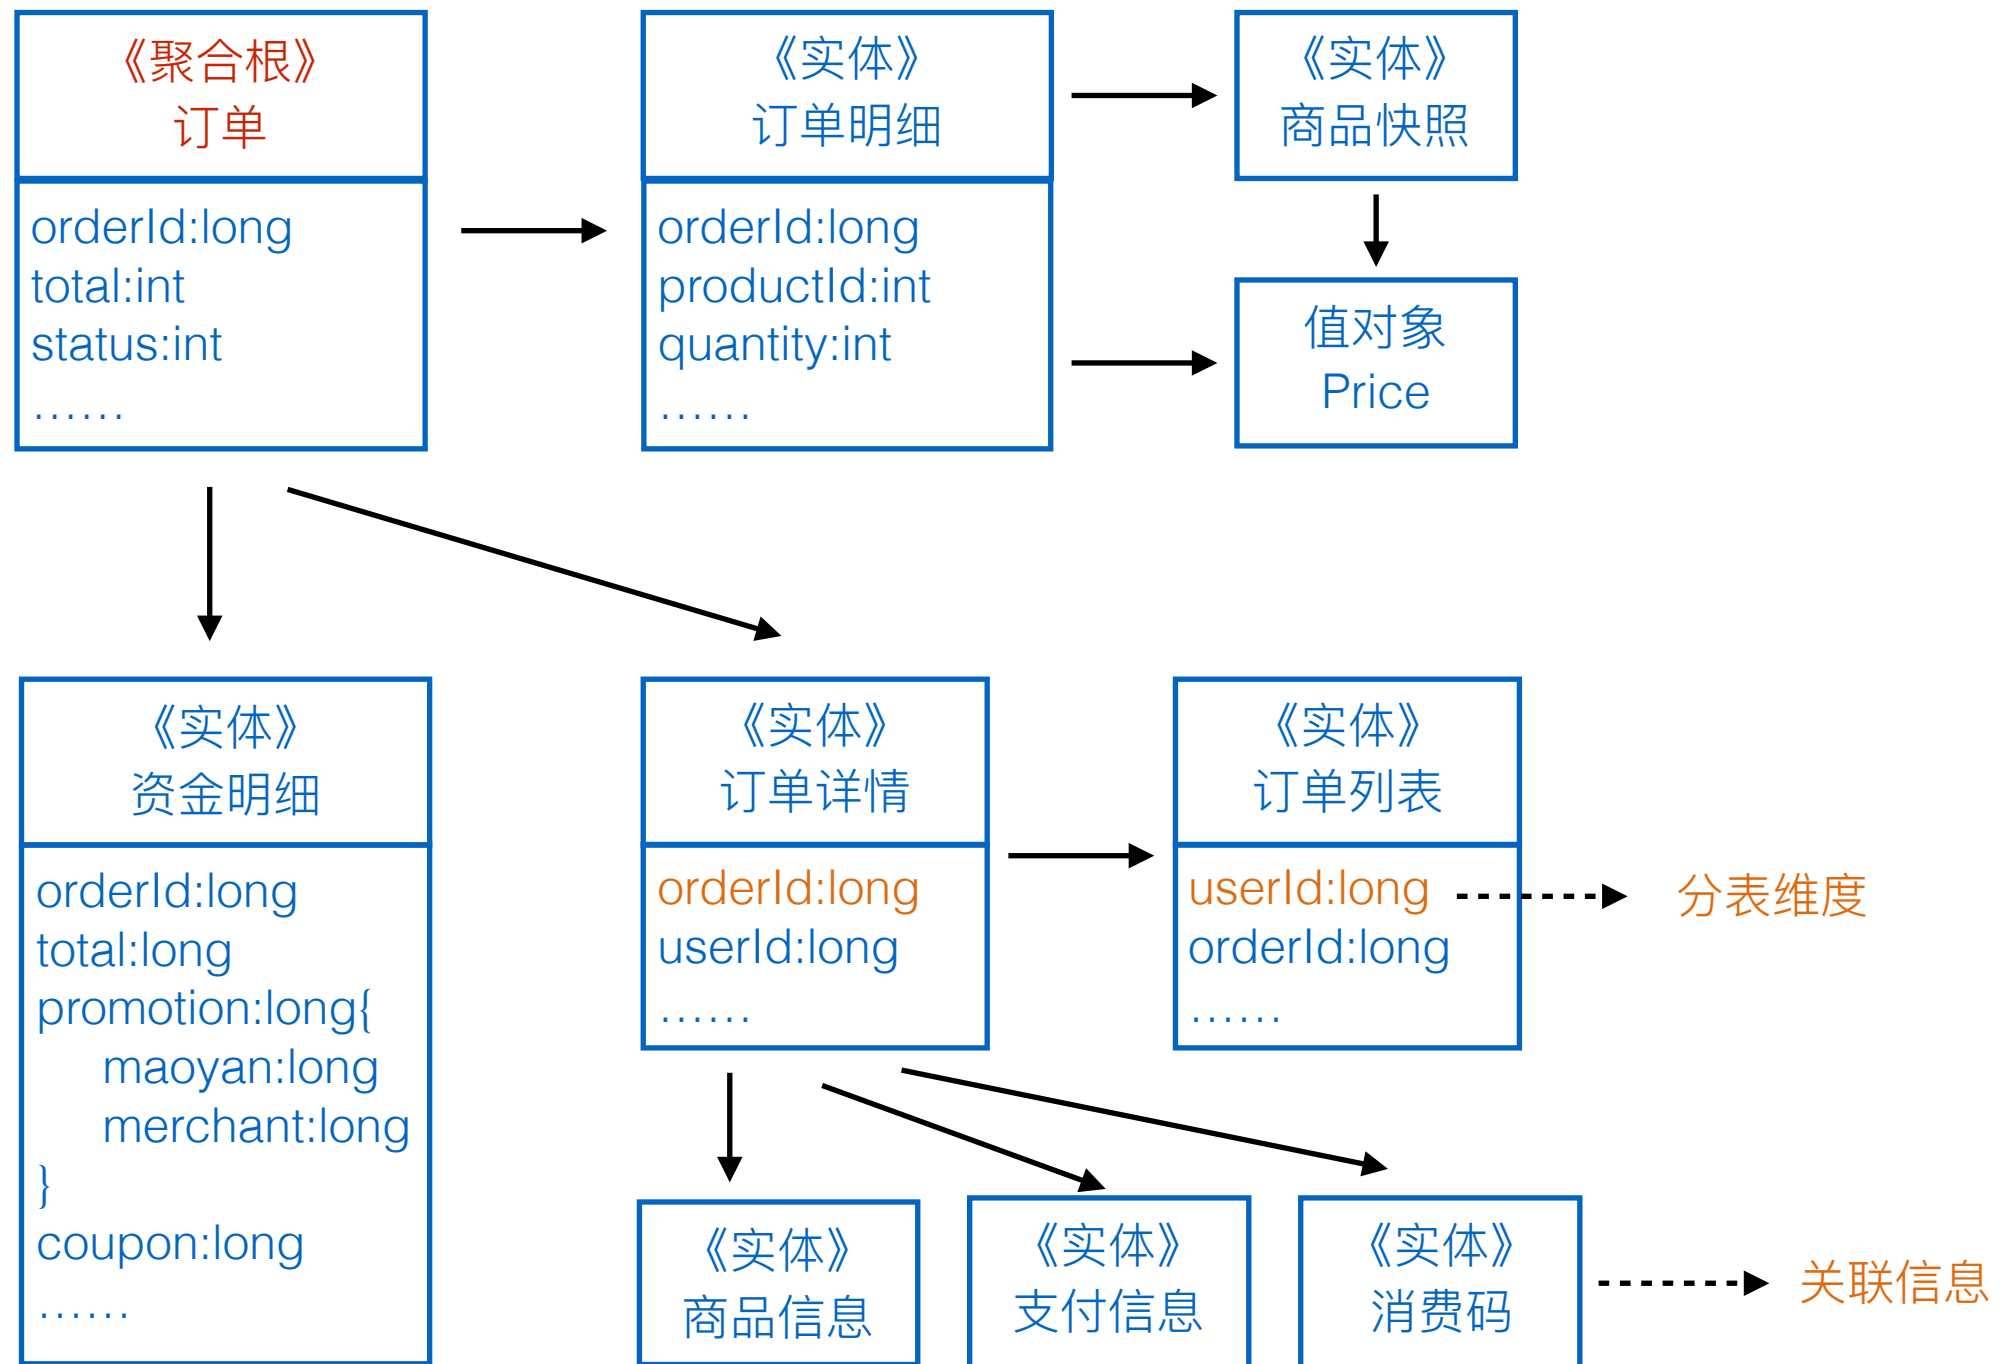 《聚合根》
订单
orderId:long
total:int
status:int
……
《实体》
订单明细
orderId:long
productId:int
quantity:int
……
《实体》
商品快照
值对象
Price
《实体》
资金明细
orderId:long
total:long
promotion:long{
maoyan:long
merchant:long
}
coupon:long
……
《实体》
订单详情
orderId:long
userId:long
……
《实体》
订单列表
userId:long
orderId:long
……
分表维度
《实体》
商品信息
《实体》
支付信息
《实体》
消费码
关联信息